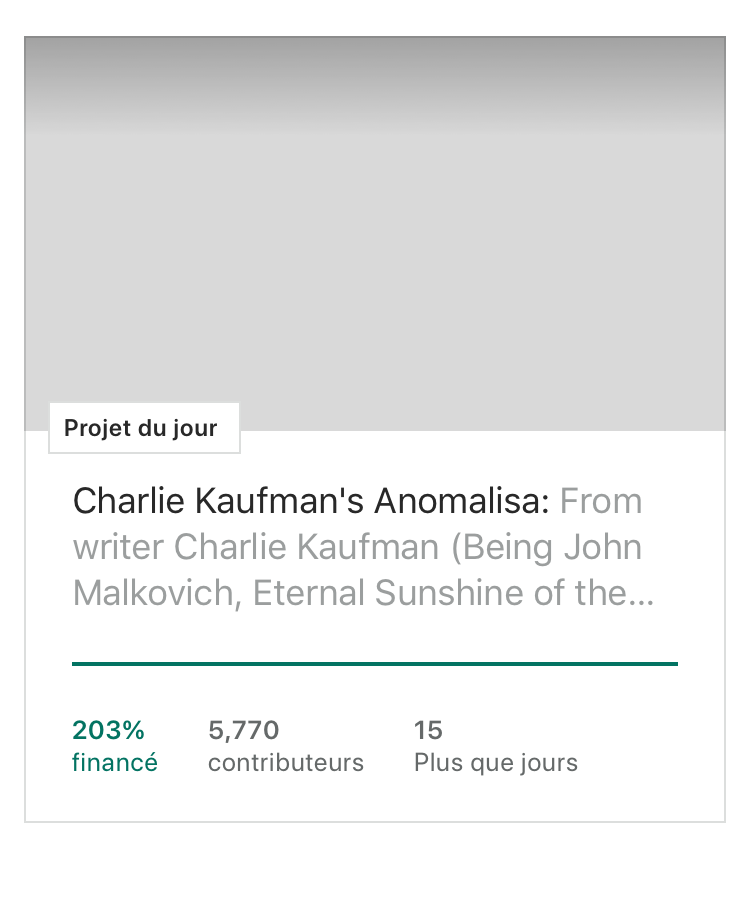 Projet du jour
Charlie Kaufman's Anomalisa: From
writer Charlie Kaufman (Being John
Malkovich, Eternal Sunshine of the...
203% 5,770 15
financé contributeurs Plus que jours